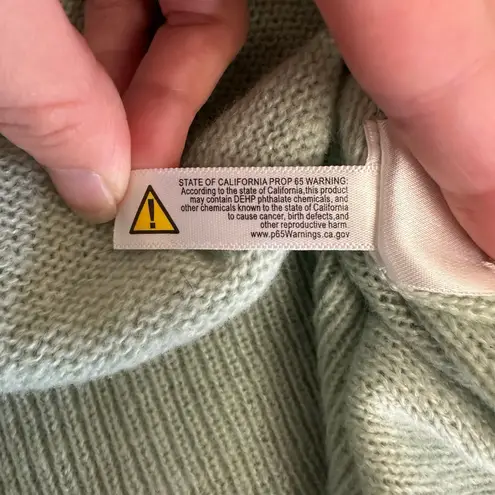 STATE OF CALIFORNIA PROP 65 WARNING:
According to the state of California,this product
may contain DEHP phthalate chemicals, and
other chemicals known to the state of California
to cause cancer, birth defects,and
other reproductive harm.
www.p65Warnings.ca.gov